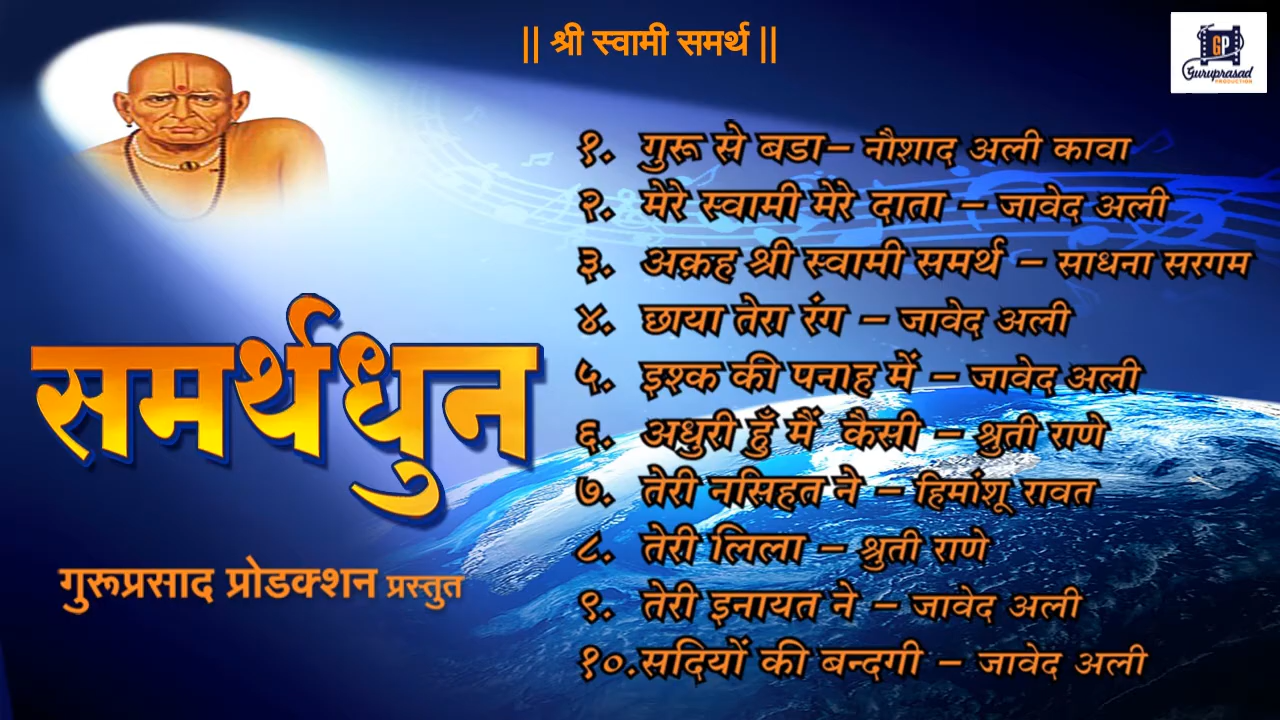 || श्री स्वामी समर्थ ||
GP
Guruprasad
PRODUCTION
१. गुरू से बडा– नौशाद अली कावा
२. मेरे स्वामी मेरे दाता – जावेद अली
३. अक़ह श्री स्वामी समर्थ – साधना सरगम
४. छाया तेरा रंग – जावेद अली
५. इश्क की पनाह में – जावेद अली
६. अधुरी हुँ मैं कैसी – श्रुती राणे
७. तेरी नसिहत ने – हिमांशू रावत
८. तेरी लिला – श्रुती राणे
९. तेरी इनायत ने – जावेद अली
१०.सदियों की बन्दगी – जावेद अली
समर्थधुन
गुरूप्रसाद प्रोडक्शन प्रस्तुत